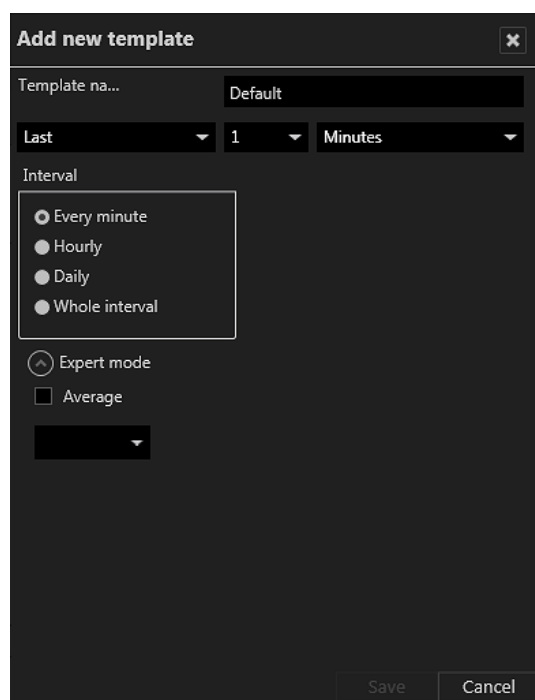 Add new template
Template na...
Default
Last 1 Minutes
Interval
Every minute
Hourly
Daily
Whole interval
Expert mode
Average
Save Cancel